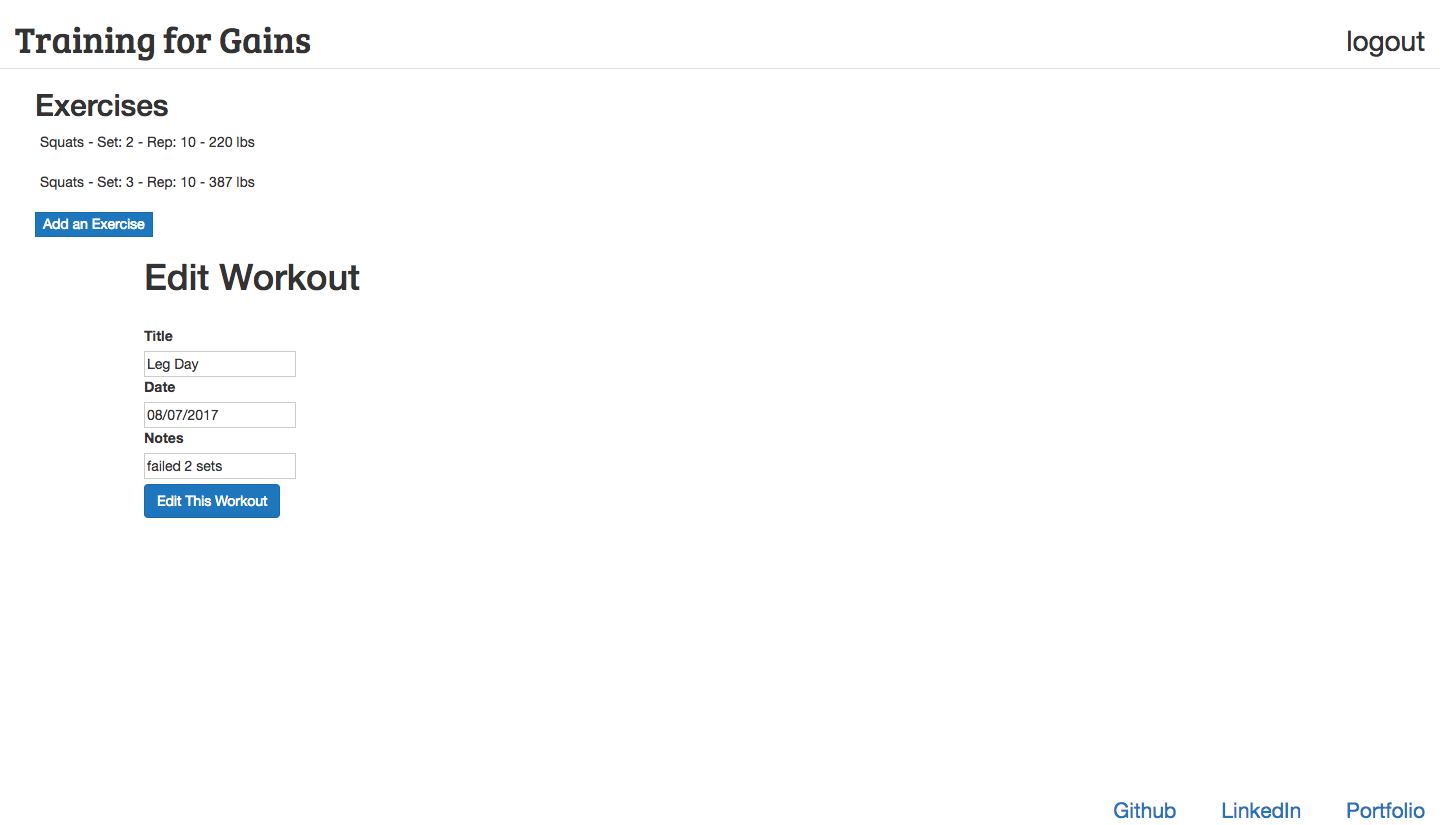 Training for Gains
logout
Exercises
Squats - Set: 2 - Rep: 10 - 220 lbs
Squats - Set: 3 - Rep: 10 - 387 lbs
Add an Exercise
Edit Workout
Title
Leg Day
Date
08/07/2017
Notes
failed 2 sets
Edit This Workout
Github LinkedIn Portfolio